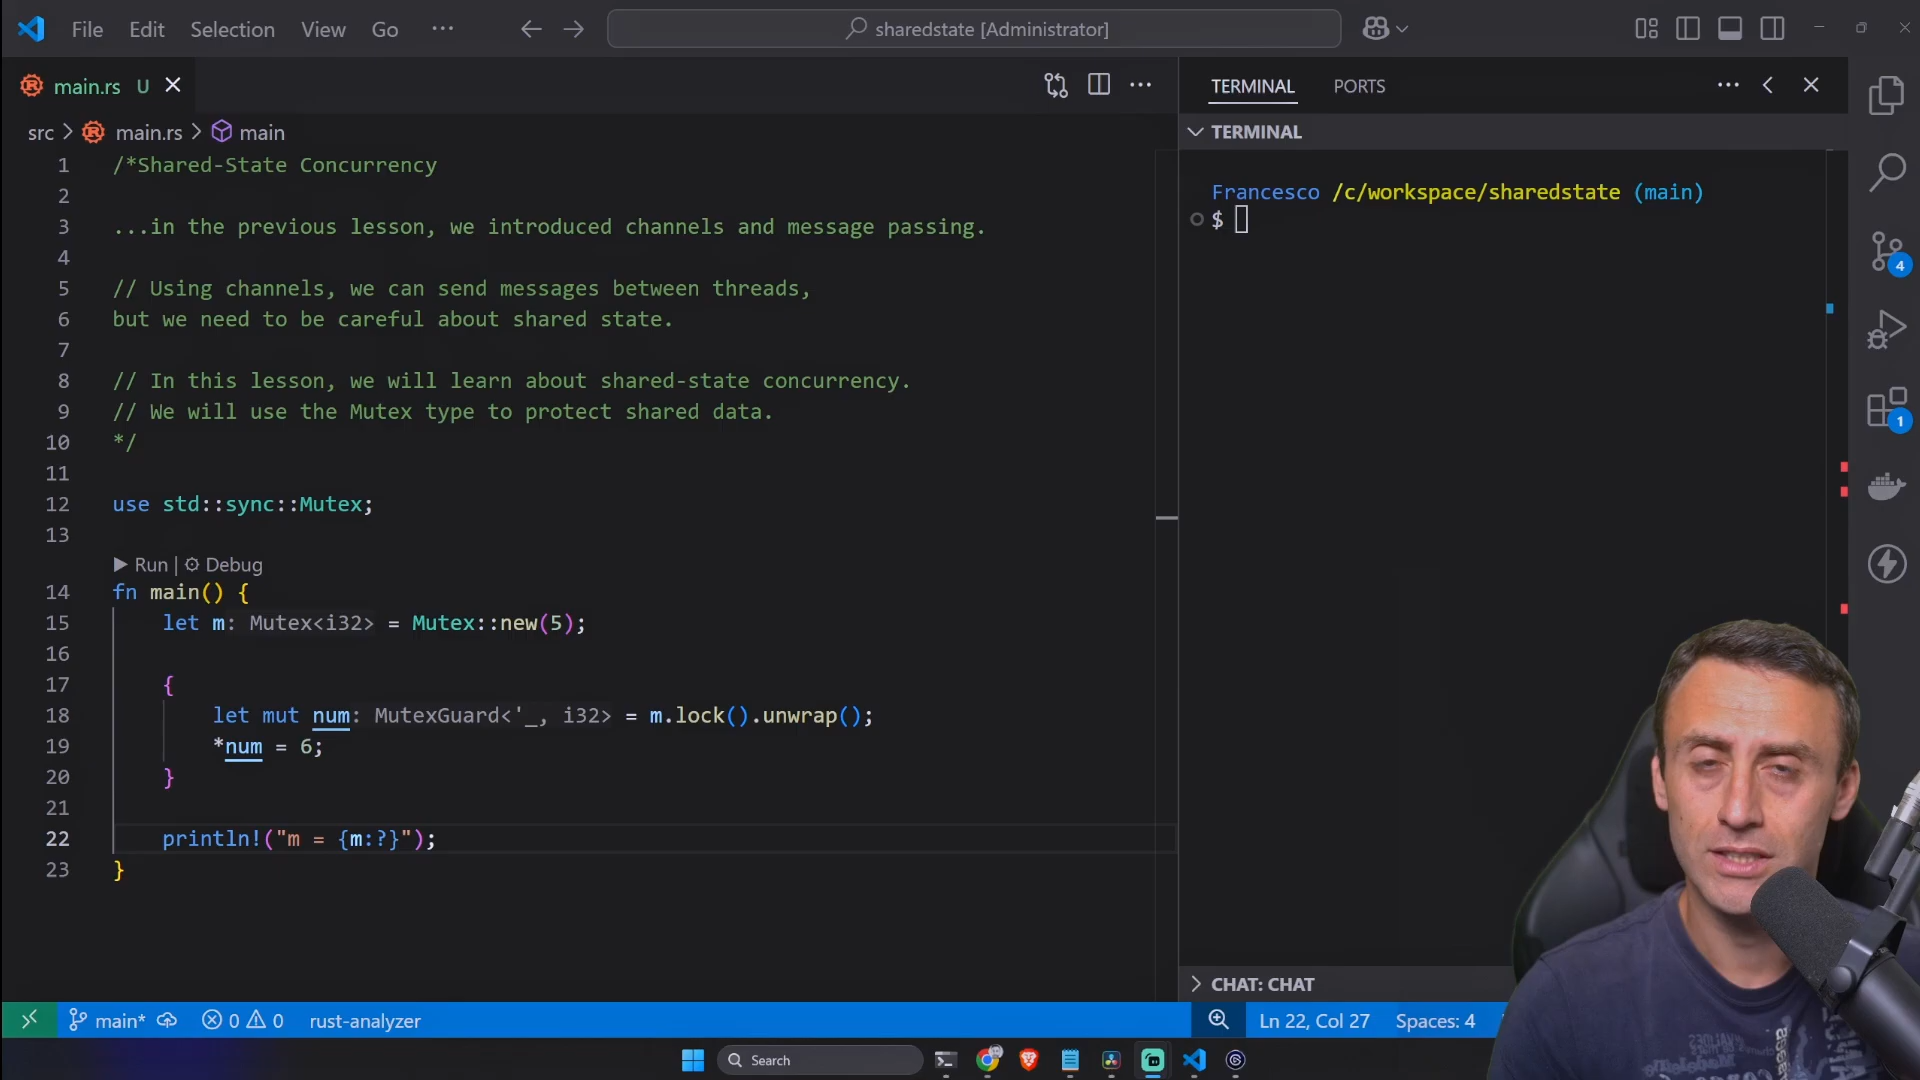 File Edit Selection View Go ··· sharedstate [Administrator]
main.rs U
TERMINAL PORTS
src > main.rs > main
TERMINAL
1 /*Shared-State Concurrency
2
3 ...in the previous lesson, we introduced channels and message passing.
4
5 // Using channels, we can send messages between threads,
6 but we need to be careful about shared state.
7
8 // In this lesson, we will learn about shared-state concurrency.
9 // We will use the Mutex type to protect shared data.
10 */
11
12 use std::sync::Mutex;
13
Run | Debug
14 fn main() {
15 let m: Mutex<i32> = Mutex::new(5);
16
17 {
18 let mut num: MutexGuard<'_, i32> = m.lock().unwrap();
19 *num = 6;
20 }
21
22 println!("m = {m:?}");
23 }
Francesco /c/workspace/sharedstate (main)
$
4
1
CHAT: CHAT
main* 0 0 rust-analyzer
Ln 22, Col 27 Spaces: 4
Search